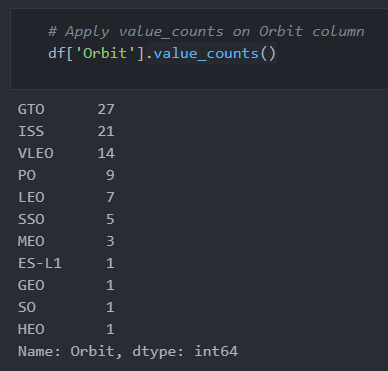 # Apply value_counts on Orbit column
df['Orbit'].value_counts()
GTO 27
ISS 21
VLEO 14
PO 9
LEO 7
SSO 5
MEO 3
ES-L1 1
GEO 1
SO 1
HEO 1
Name: Orbit, dtype: int64